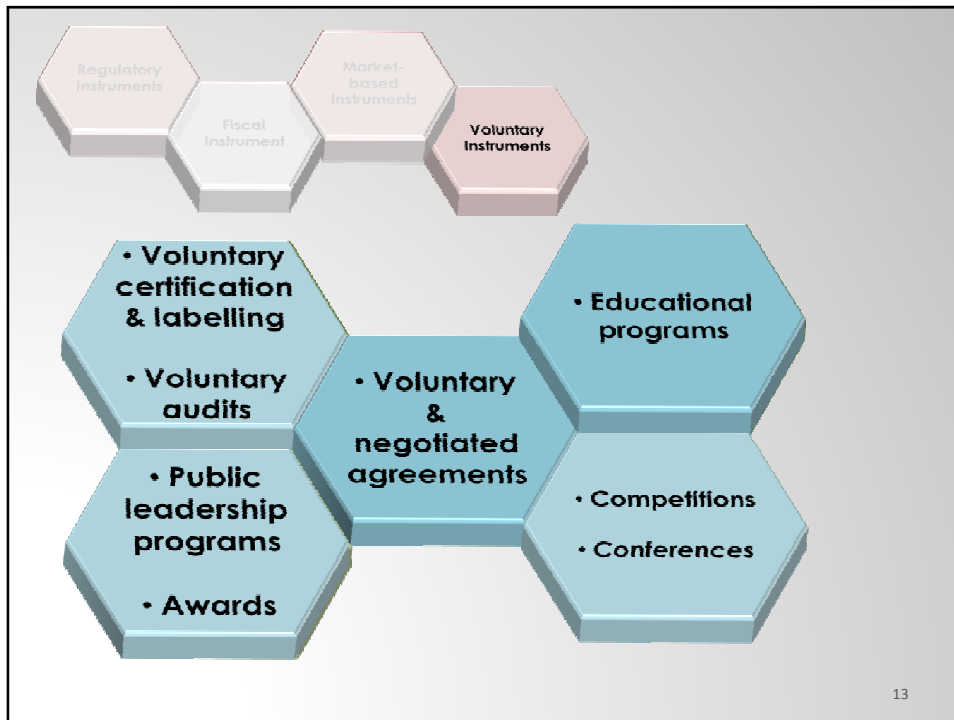 Regulatory
Instruments
Fiscal
Instrument
Market-
based
Instruments
Voluntary
Instruments
• Voluntary
certification
& labelling
• Voluntary
audits
• Public
leadership
programs
• Awards
• Voluntary
&
negotiated
agreements
• Educational
programs
• Competitions
• Conferences
13